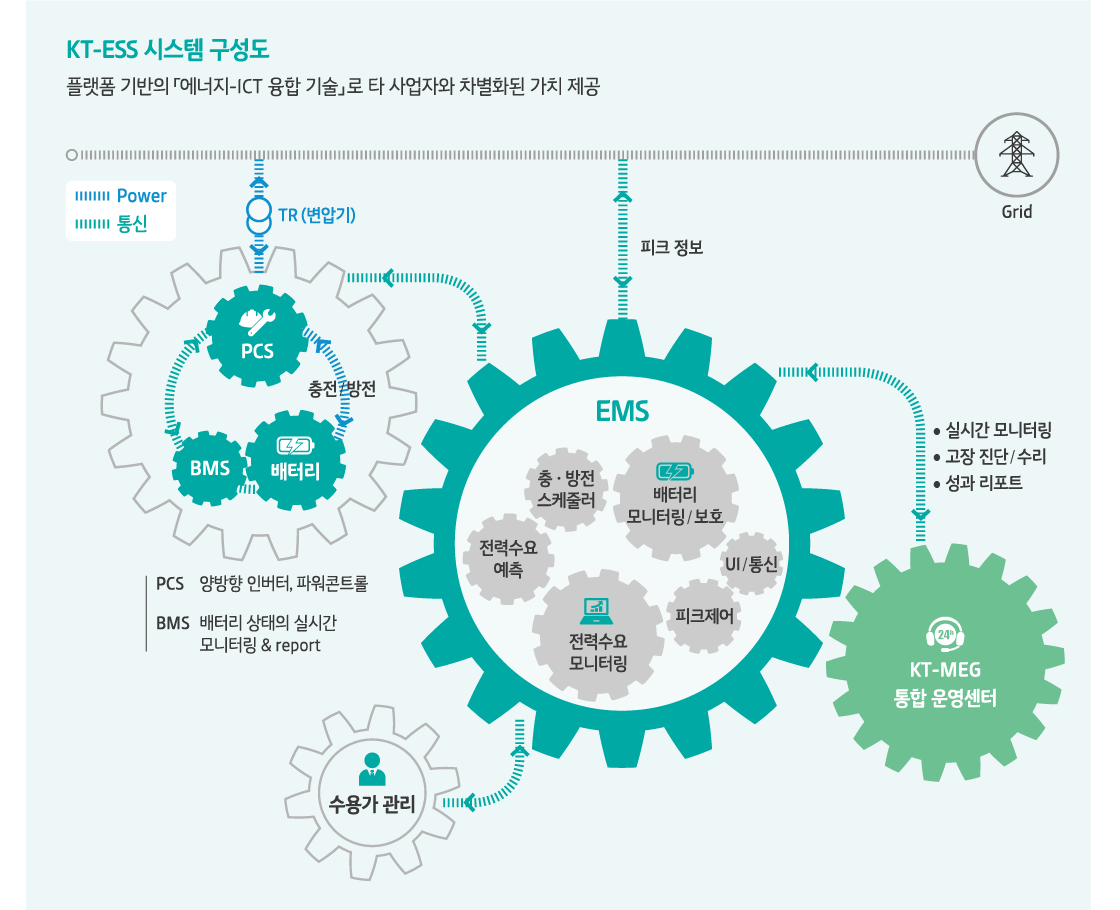 KT-ESS 시스템 구성도
플랫폼 기반의 「에너지-ICT 융합 기술」로 타 사업자와 차별화된 가치 제공
Grid
Power
통신
TR (변압기)
피크 정보
PCS
충전/방전
BMS
배터리
PCS 양방향 인버터, 파워콘트롤
BMS 배터리 상태의 실시간
모니터링 & report
EMS
충·방전
스케줄러
배터리
모니터링/보호
전력수요
예측
UI/통신
피크제어
전력수요
모니터링
• 실시간 모니터링
• 고장 진단/수리
• 성과 리포트
24h
KT-MEG
통합 운영센터
수용가 관리